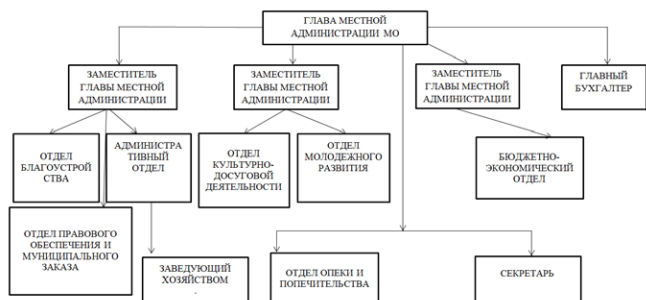 ГЛАВА МЕСТНОЙ
АДМИНИСТРАЦИИ МО
ЗАМЕСТИТЕЛЬ
ГЛАВЫ МЕСТНОЙ
АДМИНИСТРАЦИИ
ЗАМЕСТИТЕЛЬ
ГЛАВЫ МЕСТНОЙ
АДМИНИСТРАЦИИ
ЗАМЕСТИТЕЛЬ
ГЛАВЫ МЕСТНОЙ
АДМИНИСТРАЦИИ
ГЛАВНЫЙ
БУХГАЛТЕР
ОТДЕЛ
БЛАГОУСТРОЙ
СТВА
АДМИНИСТРА
ТИВНЫЙ
ОТДЕЛ
ОТДЕЛ
КУЛЬТУРНО-
ДОСУГОВОЙ
ДЕЯТЕЛЬНОСТИ
ОТДЕЛ
МОЛОДЕЖНОГО
РАЗВИТИЯ
БЮДЖЕТНО-
ЭКОНОМИЧЕСКИЙ
ОТДЕЛ
ОТДЕЛ ПРАВОВОГО
ОБЕСПЕЧЕНИЯ И
МУНИЦИПАЛЬНОГО
ЗАКАЗА
ЗАВЕДУЮЩИЙ
ХОЗЯЙСТВОМ
.
ОТДЕЛ ОПЕКИ И
ПОПЕЧИТЕЛЬСТВА
СЕКРЕТАРЬ